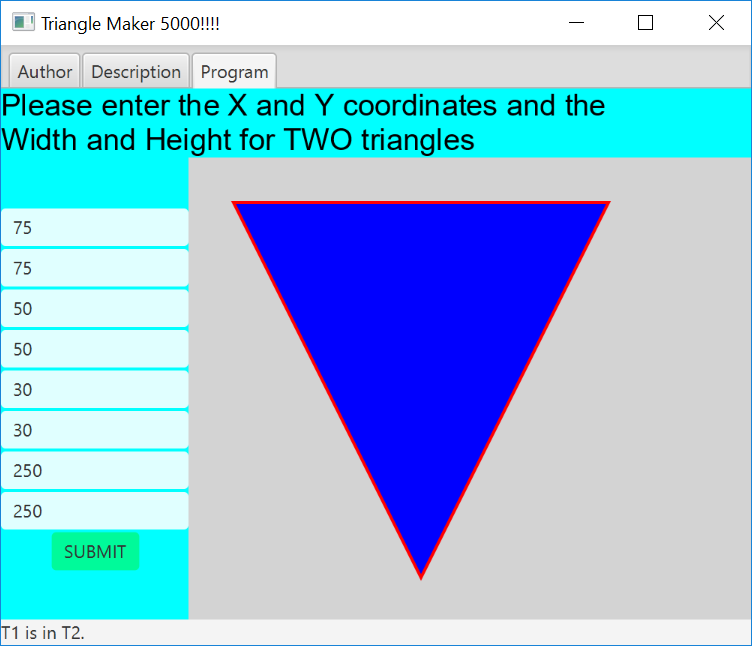 Triangle Maker 5000!!!!
Author Description Program
Please enter the X and Y coordinates and the
Width and Height for TWO triangles
75
75
50
50
30
30
250
250
SUBMIT
T1 is in T2.